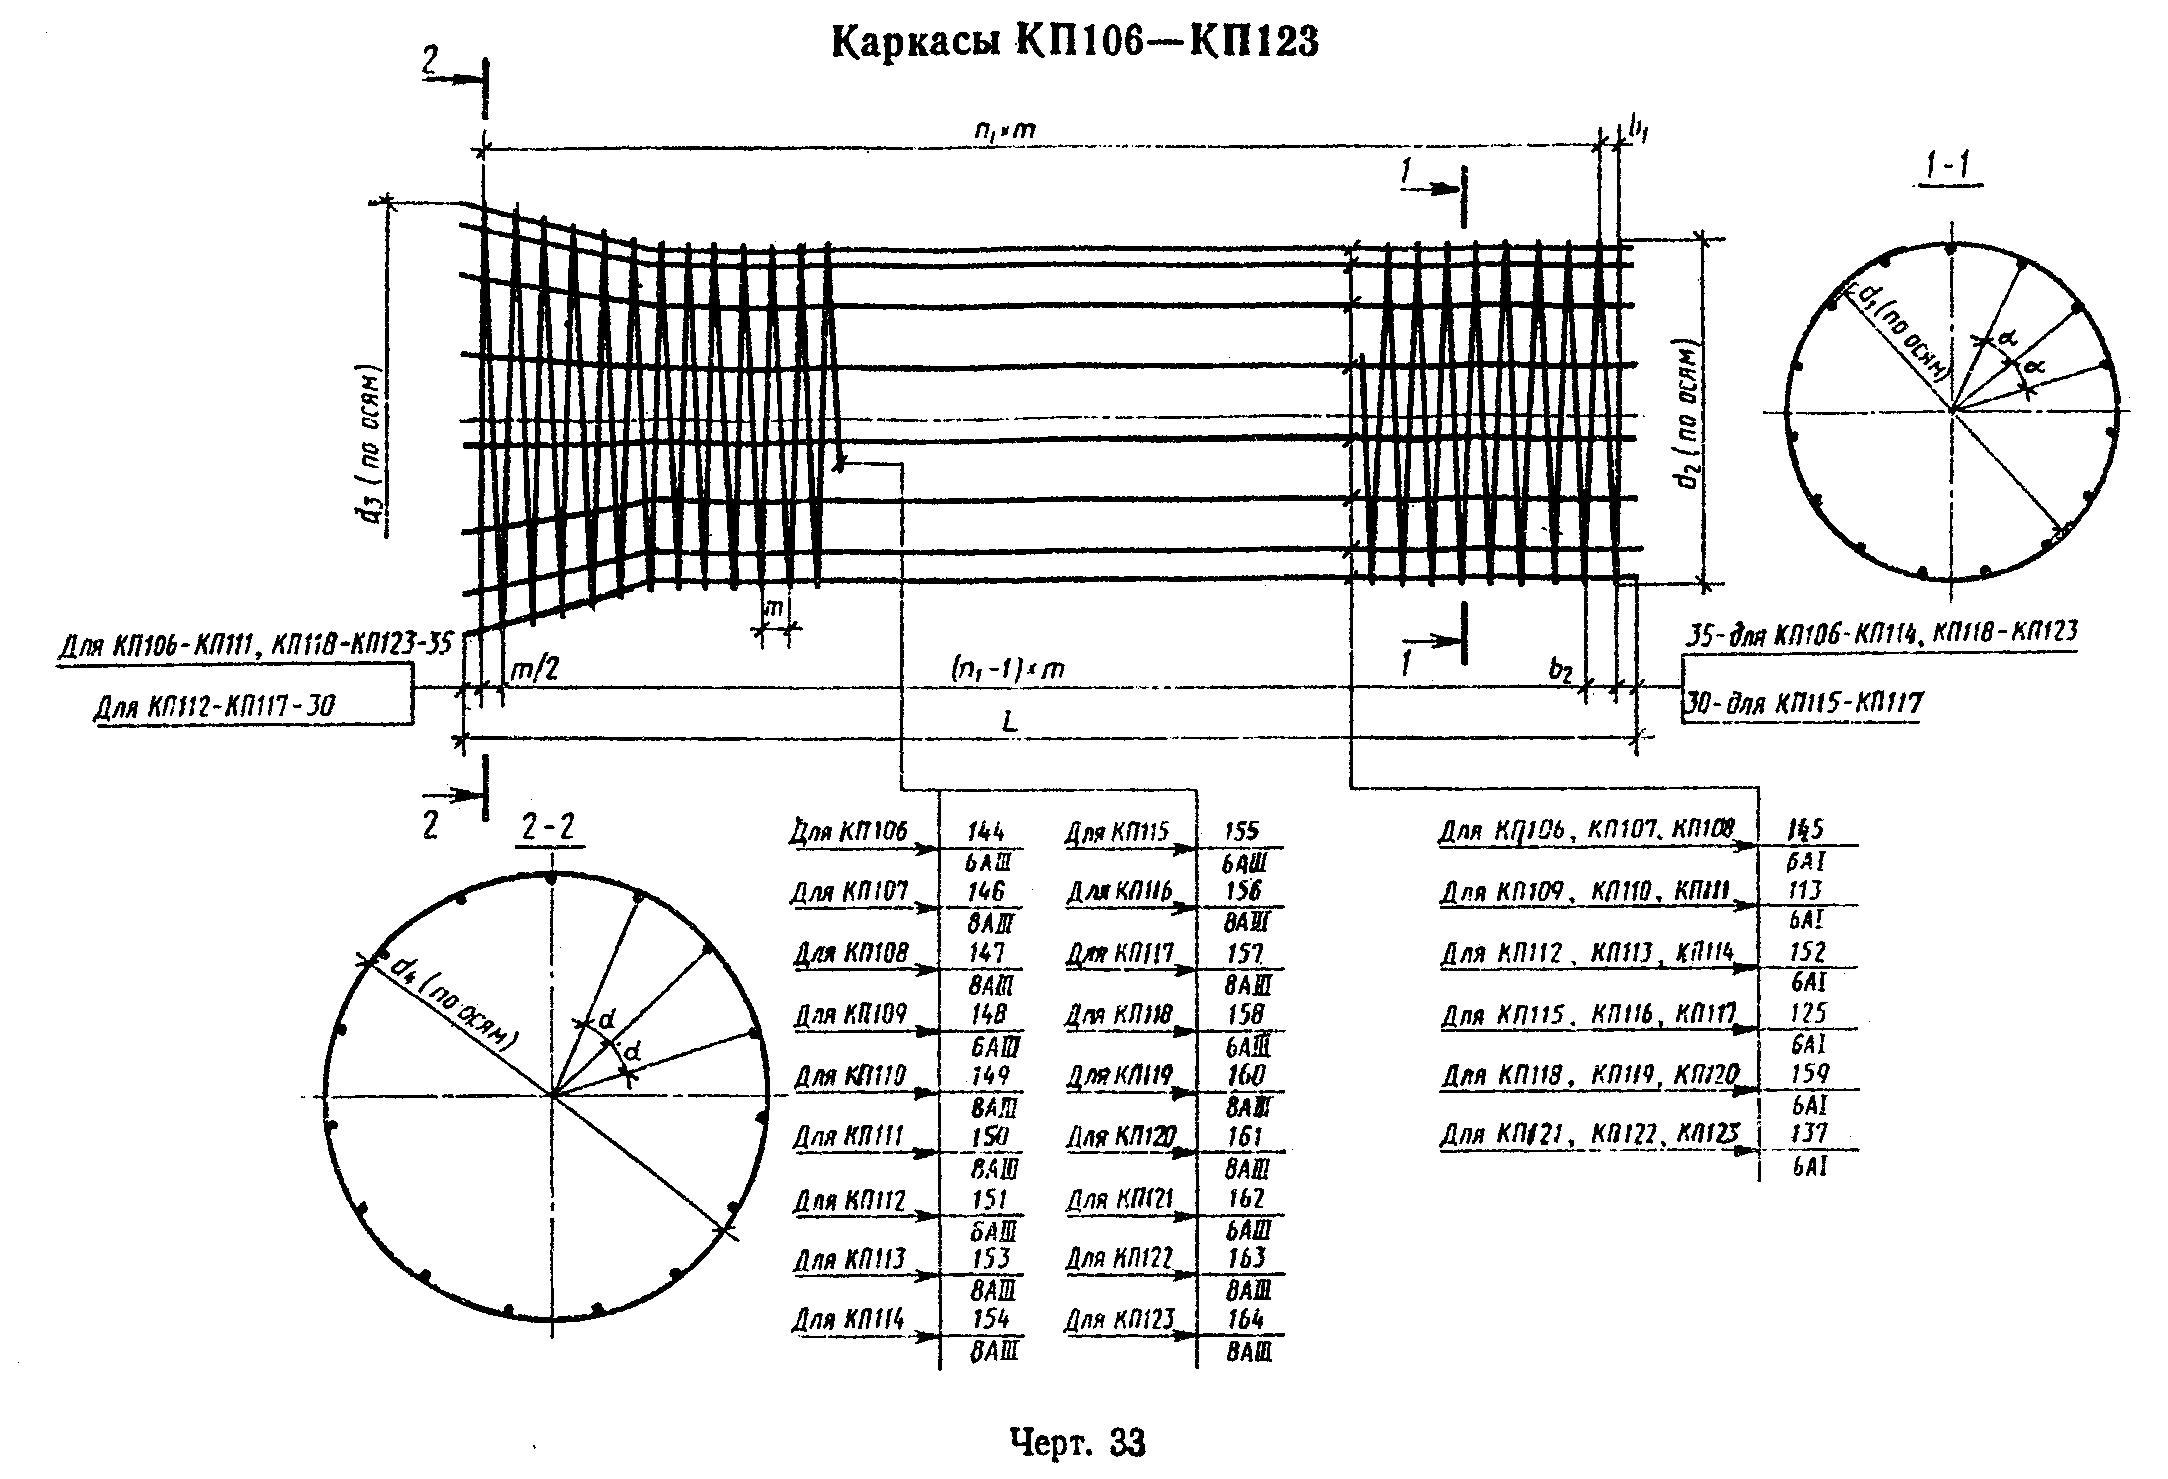 Каркасы КП106—КП123
2
n₁×m
b₁
1
1-1
d₁ (по осям)
α
α
d₃ (по осям)
d₂ (по осям)
m
Для КП106-КП111, КП118-КП123-35
Для КП112-КП117-30
m/2
(n₁-1)×m
b₂
1
35-для КП106-КП114, КП118-КП123
30-для КП115-КП117
L
2
2-2
d₄ (по осям)
α
α
Для КП106 144
6АIII
Для КП107 146
8АIII
Для КП108 147
8АIII
Для КП109 148
6АIII
Для КП110 149
8АIII
Для КП111 150
8АIII
Для КП112 151
6АIII
Для КП113 153
8АIII
Для КП114 154
8АIII
Для КП115 155
6АIII
Для КП116 156
8АIII
Для КП117 157
8АIII
Для КП118 158
6АIII
Для КП119 160
8АIII
Для КП120 161
8АIII
Для КП121 162
6АIII
Для КП122 163
8АIII
Для КП123 164
8АIII
Для КП106, КП107, КП108 145
6АI
Для КП109, КП110, КП111 113
6АI
Для КП112, КП113, КП114 152
6АI
Для КП115, КП116, КП117 125
6АI
Для КП118, КП119, КП120 159
6АI
Для КП121, КП122, КП123 137
6АI
Черт. 33